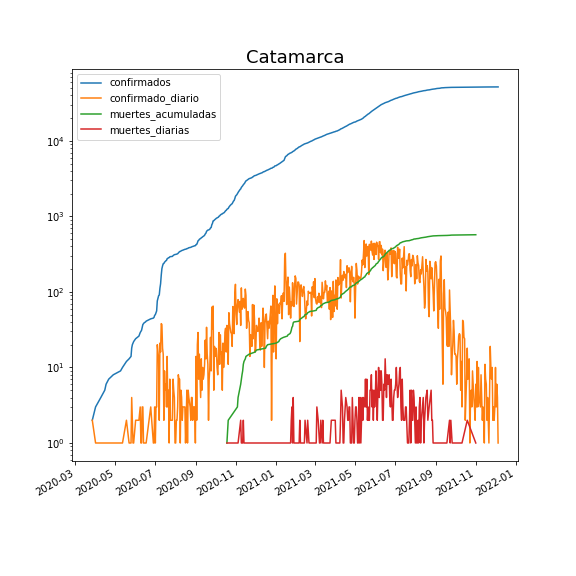 Catamarca
confirmados
confirmado_diario
muertes_acumuladas
muertes_diarias
10^4
10^3
10^2
10^1
10^0
2020-03 2020-05 2020-07 2020-09 2020-11 2021-01 2021-03 2021-05 2021-07 2021-09 2021-11 2022-01